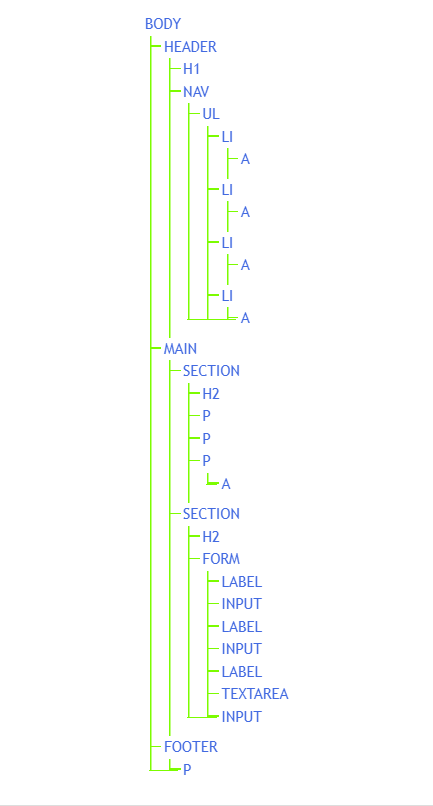 BODY
HEADER
H1
NAV
UL
LI
A
LI
A
LI
A
LI
A
MAIN
SECTION
H2
P
P
P
A
SECTION
H2
FORM
LABEL
INPUT
LABEL
INPUT
LABEL
TEXTAREA
INPUT
FOOTER
P